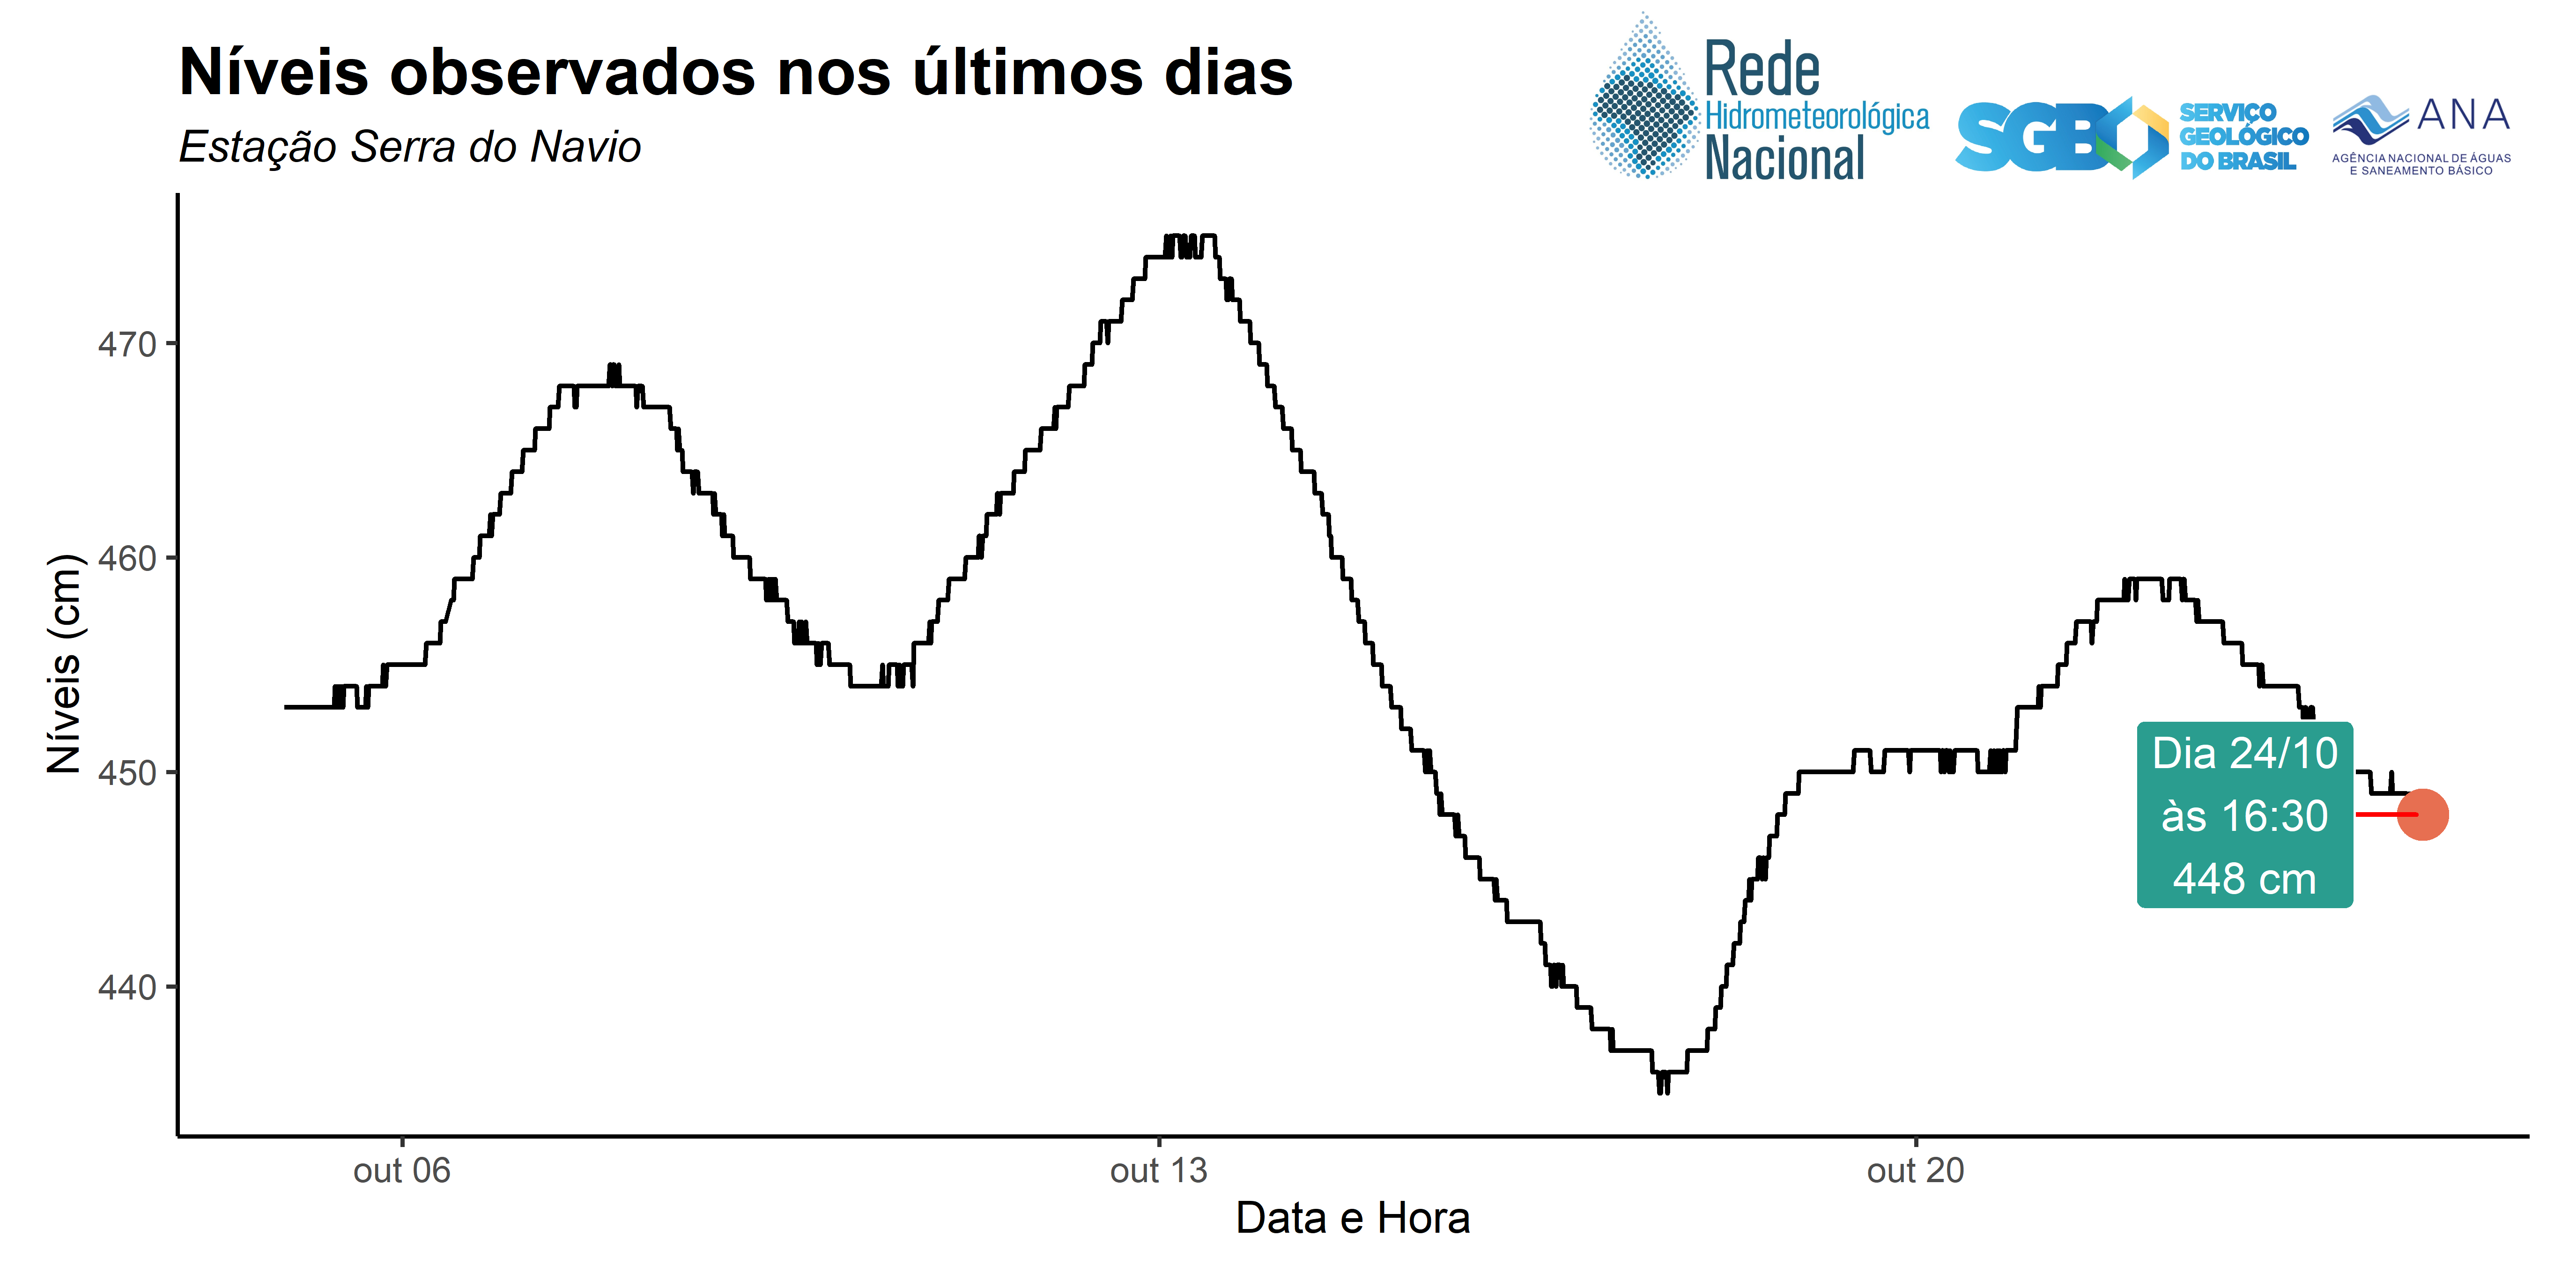 Níveis observados nos últimos dias
Estação Serra do Navio
Rede
Hidrometeorológica
Nacional
SGB
SERVIÇO
GEOLÓGICO
DO BRASIL
ANA
AGÊNCIA NACIONAL DE ÁGUAS
E SANEAMENTO BÁSICO
Níveis (cm)
470
460
450
440
Dia 24/10
às 16:30
448 cm
out 06
out 13
out 20
Data e Hora